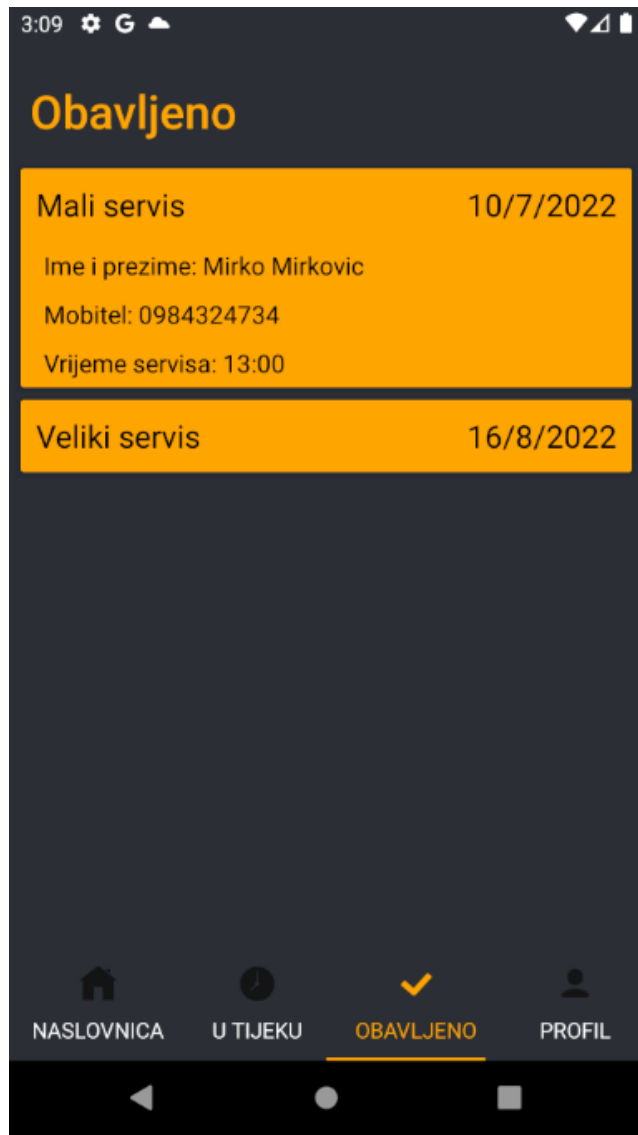 3:09 G
Obavljeno
Mali servis 10/7/2022
Ime i prezime: Mirko Mirkovic
Mobitel: 0984324734
Vrijeme servisa: 13:00
Veliki servis 16/8/2022
NASLOVNICA U TIJEKU OBAVLJENO PROFIL